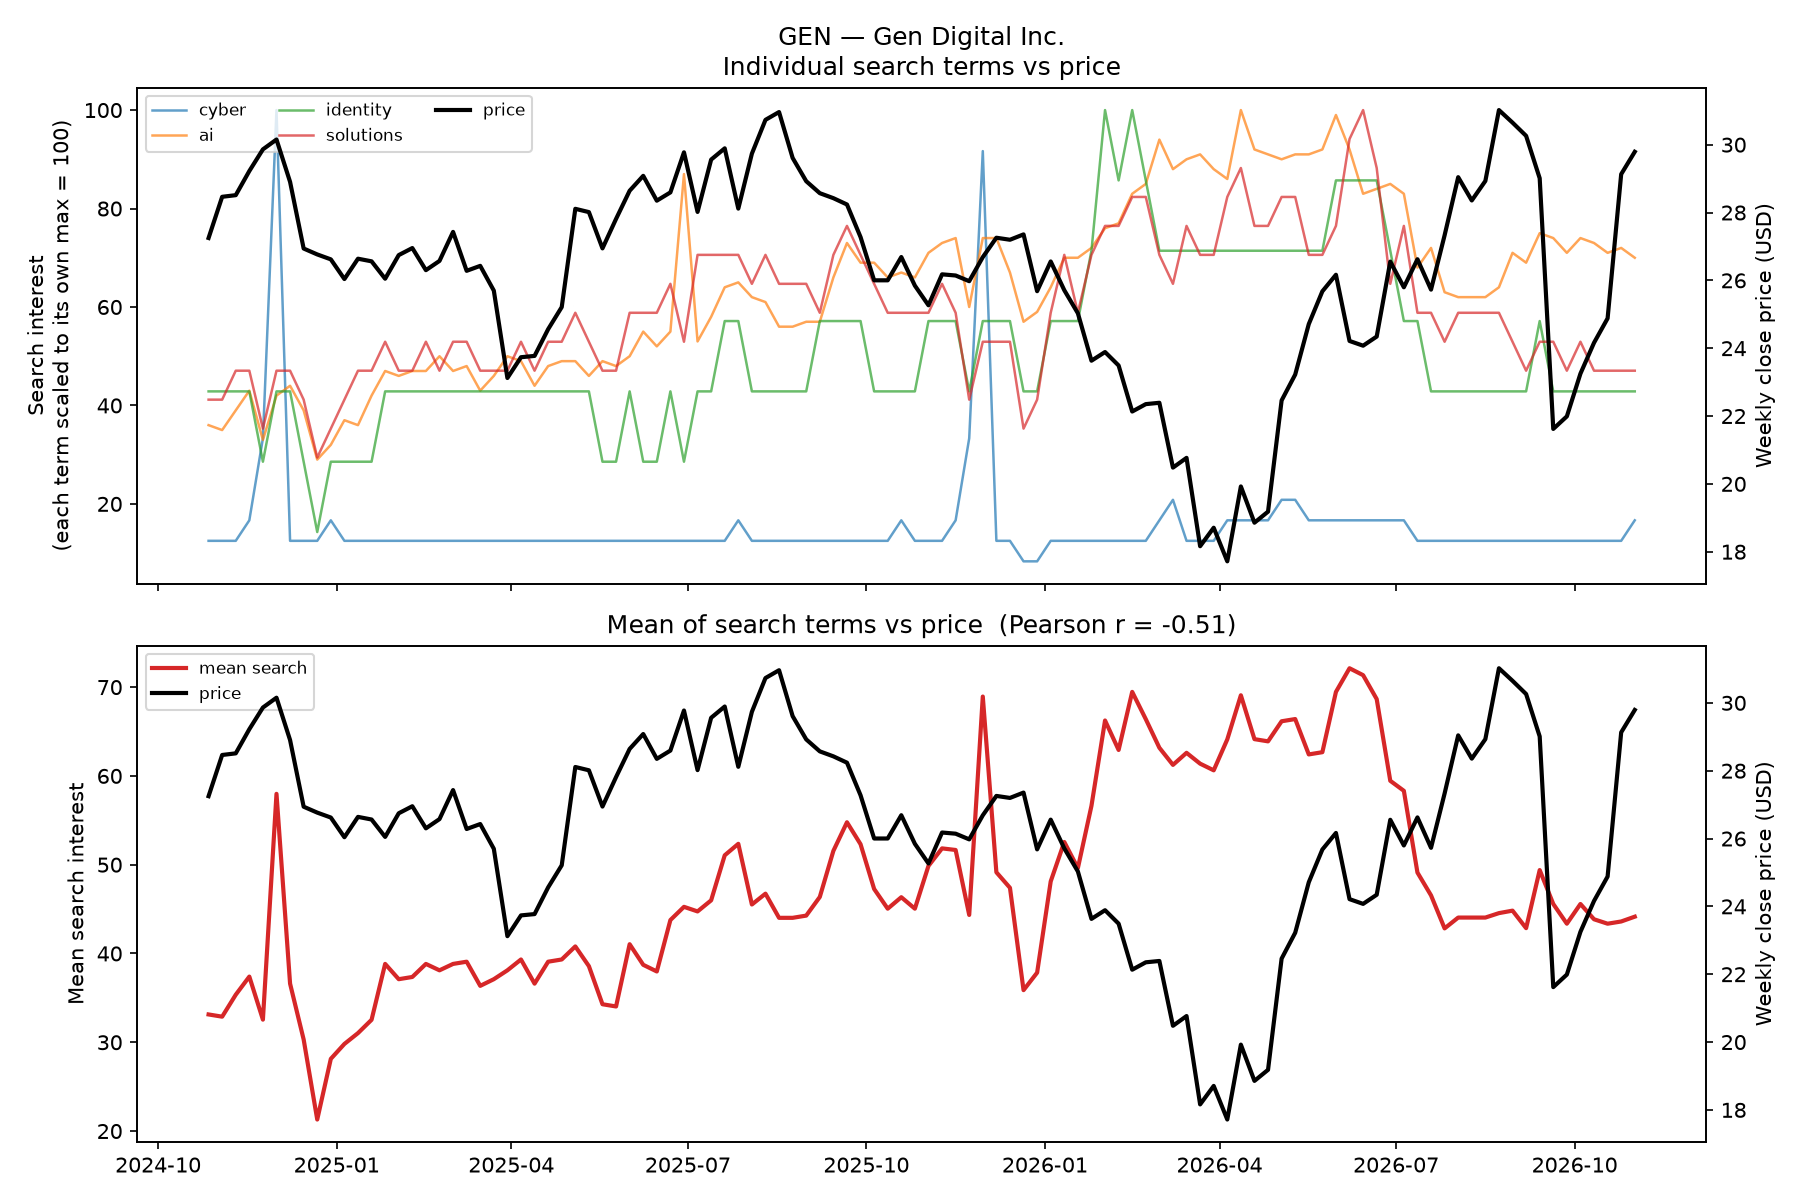 GEN — Gen Digital Inc.
Individual search terms vs price
cyber
ai
identity
solutions
price
Search interest
(each term scaled to its own max = 100)
100
80
60
40
20
Weekly close price (USD)
30
28
26
24
22
20
18
Mean of search terms vs price  (Pearson r = -0.51)
mean search
price
Mean search interest
70
60
50
40
30
20
Weekly close price (USD)
30
28
26
24
22
20
18
2024-10
2025-01
2025-04
2025-07
2025-10
2026-01
2026-04
2026-07
2026-10